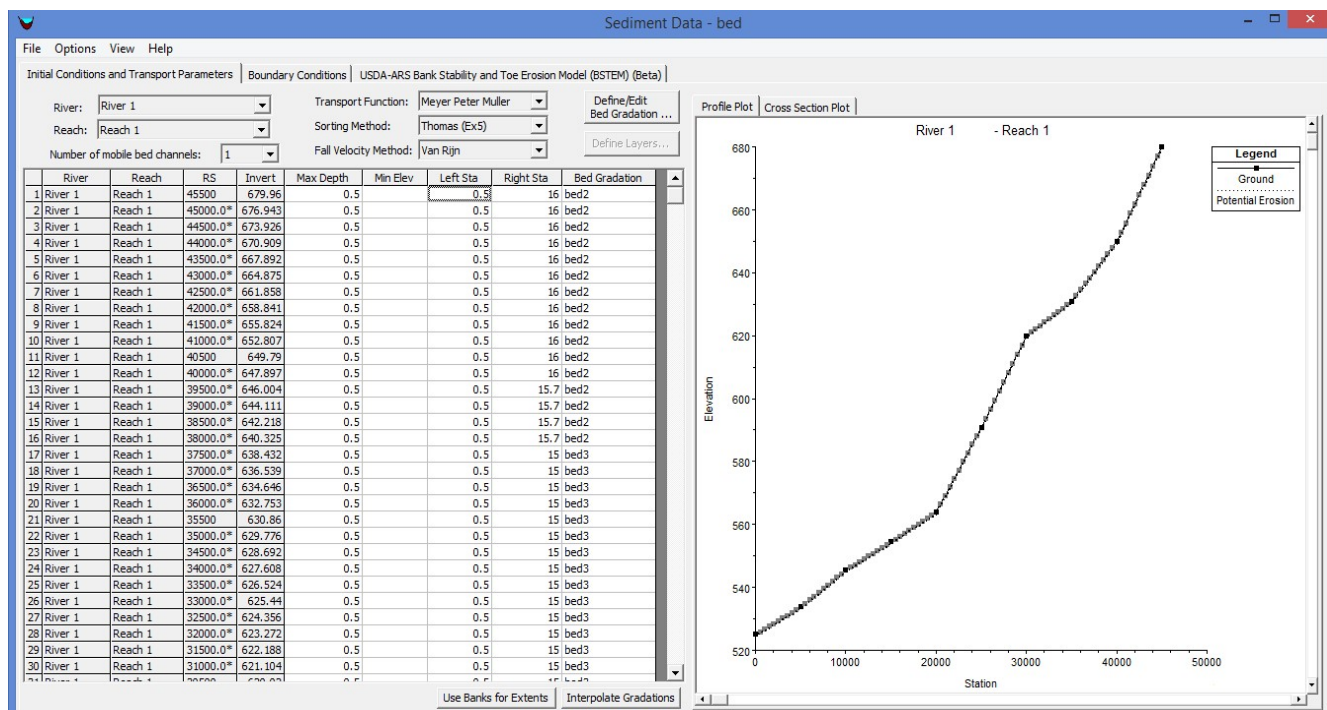 Sediment Data - bed
File Options View Help
Initial Conditions and Transport Parameters Boundary Conditions USDA-ARS Bank Stability and Toe Erosion Model (BSTEM) (Beta)
River: River 1 Transport Function: Meyer Peter Muller Define/Edit Bed Gradation ...
Reach: Reach 1 Sorting Method: Thomas (Ex5) Define Layers...
Number of mobile bed channels: 1 Fall Velocity Method: Van Rijn
River Reach RS Invert Max Depth Min Elev Left Sta Right Sta Bed Gradation
1 River 1 Reach 1 45500 679.96 0.5 0.5 16 bed2
2 River 1 Reach 1 45000.0* 676.943 0.5 0.5 16 bed2
3 River 1 Reach 1 44500.0* 673.926 0.5 0.5 16 bed2
4 River 1 Reach 1 44000.0* 670.909 0.5 0.5 16 bed2
5 River 1 Reach 1 43500.0* 667.892 0.5 0.5 16 bed2
6 River 1 Reach 1 43000.0* 664.875 0.5 0.5 16 bed2
7 River 1 Reach 1 42500.0* 661.858 0.5 0.5 16 bed2
8 River 1 Reach 1 42000.0* 658.841 0.5 0.5 16 bed2
9 River 1 Reach 1 41500.0* 655.824 0.5 0.5 16 bed2
10 River 1 Reach 1 41000.0* 652.807 0.5 0.5 16 bed2
11 River 1 Reach 1 40500 649.79 0.5 0.5 16 bed2
12 River 1 Reach 1 40000.0* 647.897 0.5 0.5 16 bed2
13 River 1 Reach 1 39500.0* 646.004 0.5 0.5 15.7 bed2
14 River 1 Reach 1 39000.0* 644.111 0.5 0.5 15.7 bed2
15 River 1 Reach 1 38500.0* 642.218 0.5 0.5 15.7 bed2
16 River 1 Reach 1 38000.0* 640.325 0.5 0.5 15.7 bed2
17 River 1 Reach 1 37500.0* 638.432 0.5 0.5 15 bed3
18 River 1 Reach 1 37000.0* 636.539 0.5 0.5 15 bed3
19 River 1 Reach 1 36500.0* 634.646 0.5 0.5 15 bed3
20 River 1 Reach 1 36000.0* 632.753 0.5 0.5 15 bed3
21 River 1 Reach 1 35500 630.86 0.5 0.5 15 bed3
22 River 1 Reach 1 35000.0* 629.776 0.5 0.5 15 bed3
23 River 1 Reach 1 34500.0* 628.692 0.5 0.5 15 bed3
24 River 1 Reach 1 34000.0* 627.608 0.5 0.5 15 bed3
25 River 1 Reach 1 33500.0* 626.524 0.5 0.5 15 bed3
26 River 1 Reach 1 33000.0* 625.44 0.5 0.5 15 bed3
27 River 1 Reach 1 32500.0* 624.356 0.5 0.5 15 bed3
28 River 1 Reach 1 32000.0* 623.272 0.5 0.5 15 bed3
29 River 1 Reach 1 31500.0* 622.188 0.5 0.5 15 bed3
30 River 1 Reach 1 31000.0* 621.104 0.5 0.5 15 bed3
Use Banks for Extents Interpolate Gradations
Profile Plot Cross Section Plot
River 1 - Reach 1
Legend
Ground
Potential Erosion
680
660
640
620
600
580
560
540
520
Elevation
0 10000 20000 30000 40000 50000
Station